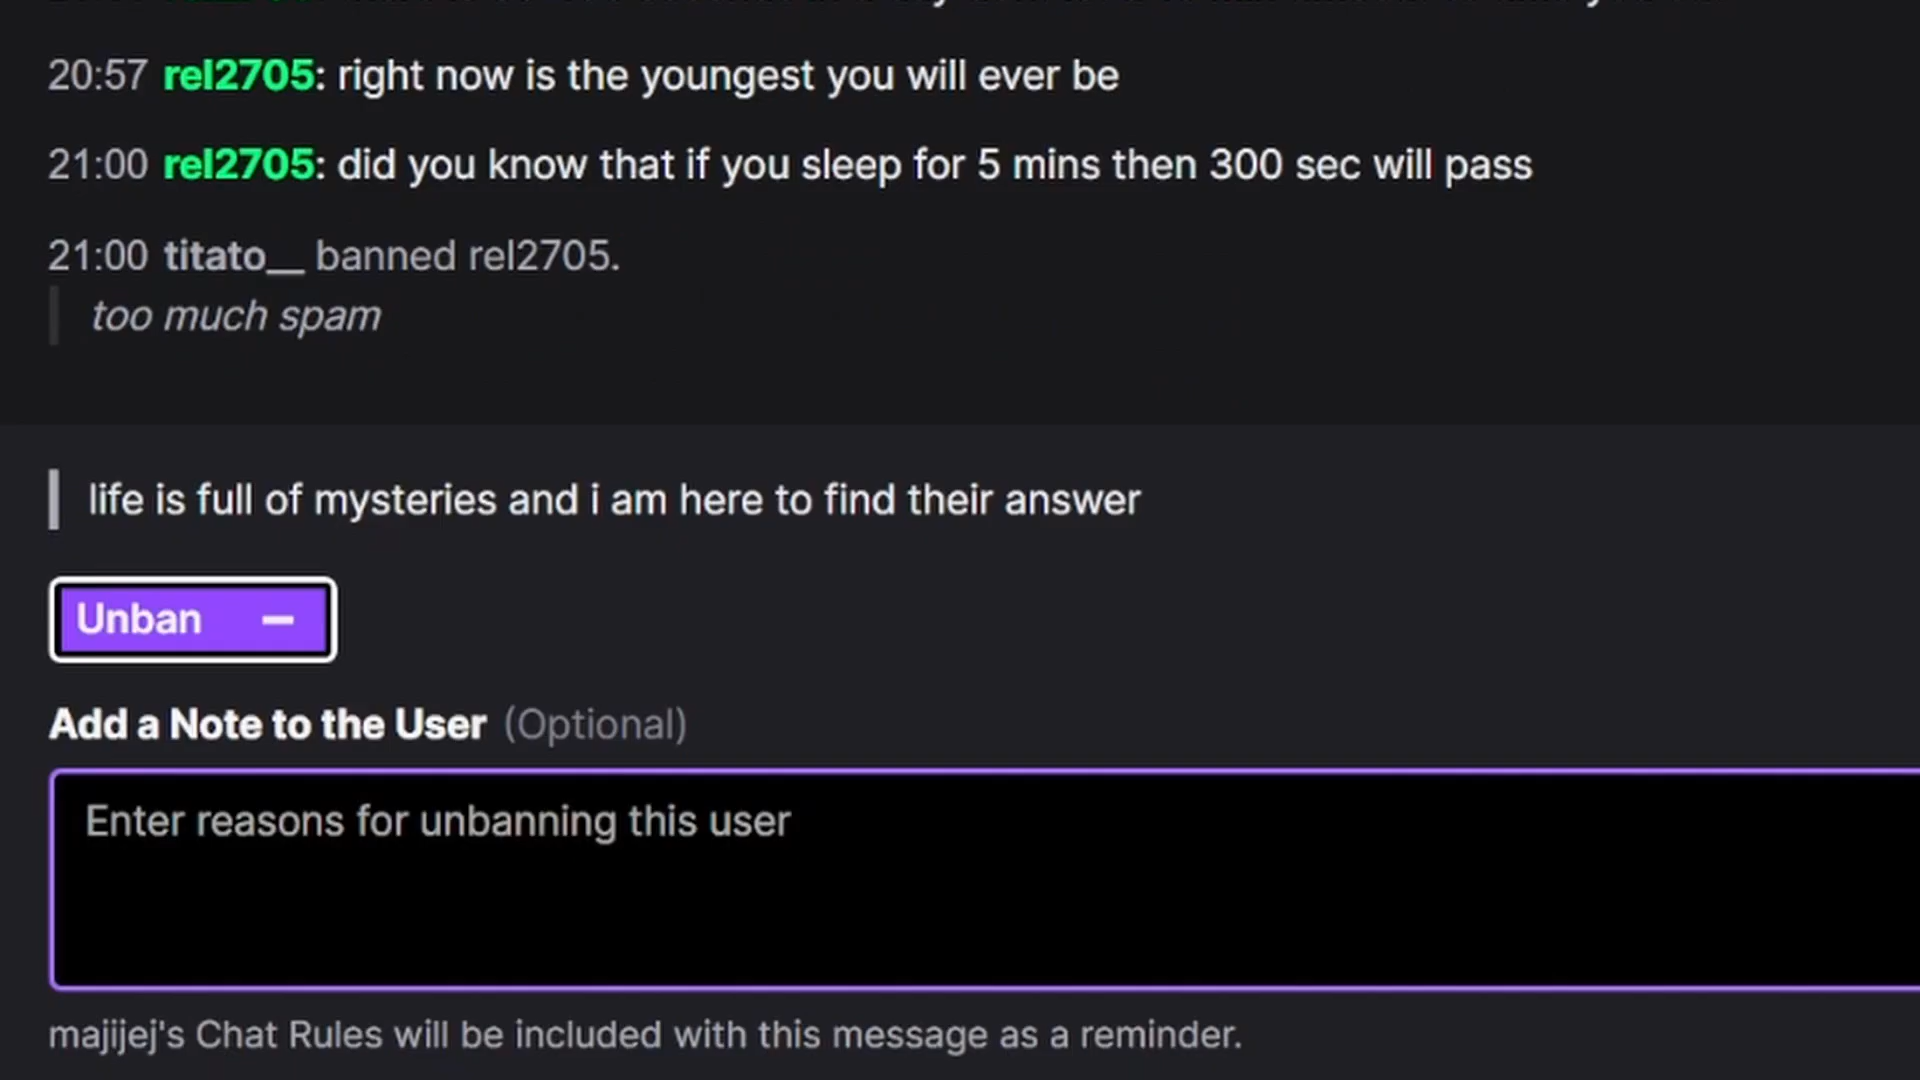 20:57 rel2705: right now is the youngest you will ever be
21:00 rel2705: did you know that if you sleep for 5 mins then 300 sec will pass
21:00 titato__ banned rel2705.
too much spam
life is full of mysteries and i am here to find their answer
Unban
Add a Note to the User (Optional)
Enter reasons for unbanning this user
majijej's Chat Rules will be included with this message as a reminder.